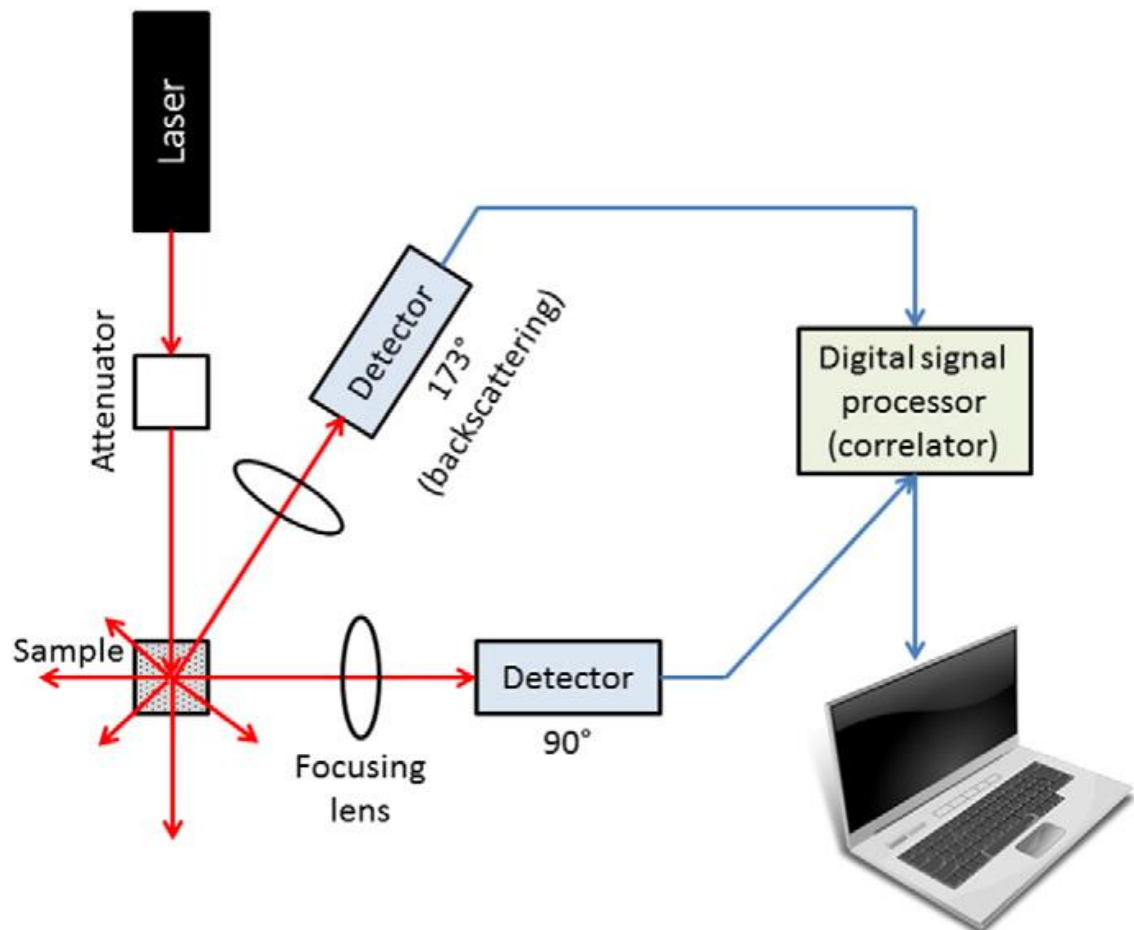 Laser
Attenuator
Detector
173°
(backscattering)
Digital signal
processor
(correlator)
Sample
Detector
90°
Focusing
lens